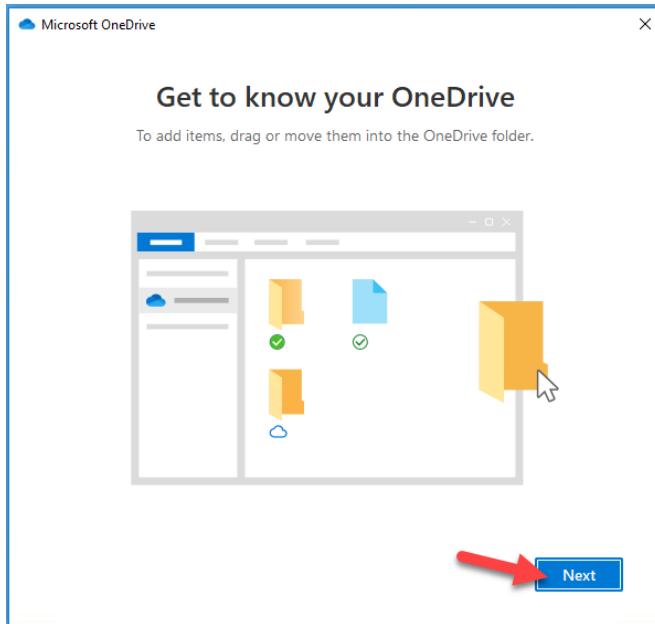 Microsoft OneDrive
Get to know your OneDrive
To add items, drag or move them into the OneDrive folder.
Next